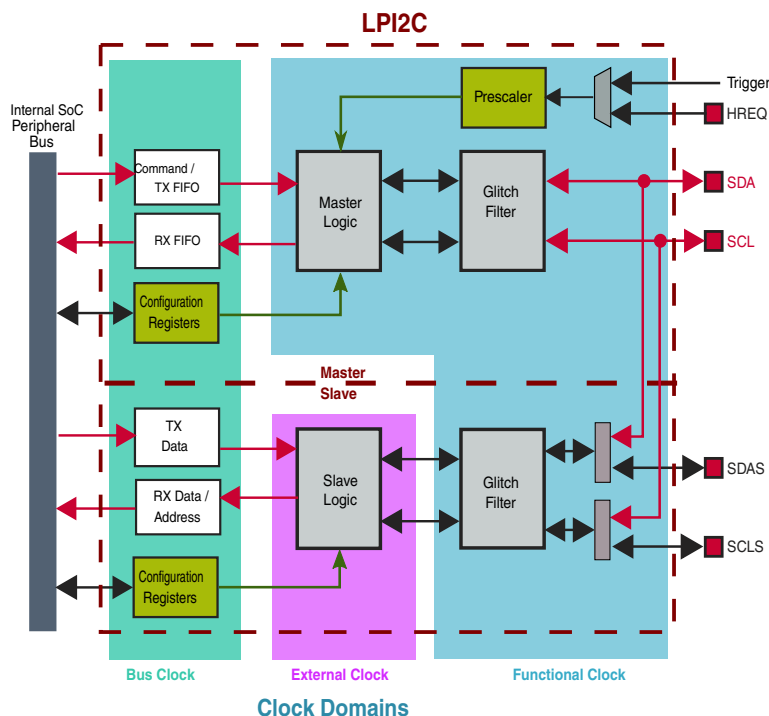 LPI2C
Internal SoC
Peripheral
Bus
Prescaler
Trigger
HREQ
Command /
TX FIFO
RX FIFO
Configuration
Registers
Master
Logic
Glitch
Filter
SDA
SCL
Master
Slave
TX
Data
RX Data /
Address
Configuration
Registers
Slave
Logic
Glitch
Filter
SDAS
SCLS
Bus Clock
External Clock
Functional Clock
Clock Domains